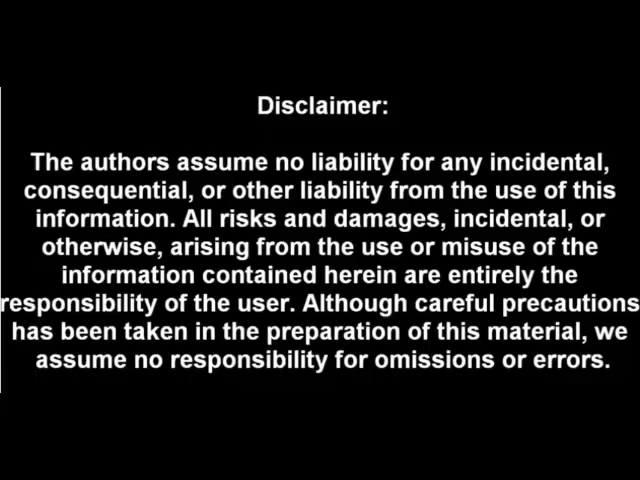 Disclaimer:
The authors assume no liability for any incidental,
consequential, or other liability from the use of this
information. All risks and damages, incidental, or
otherwise, arising from the use or misuse of the
information contained herein are entirely the
responsibility of the user. Although careful precautions
has been taken in the preparation of this material, we
assume no responsibility for omissions or errors.